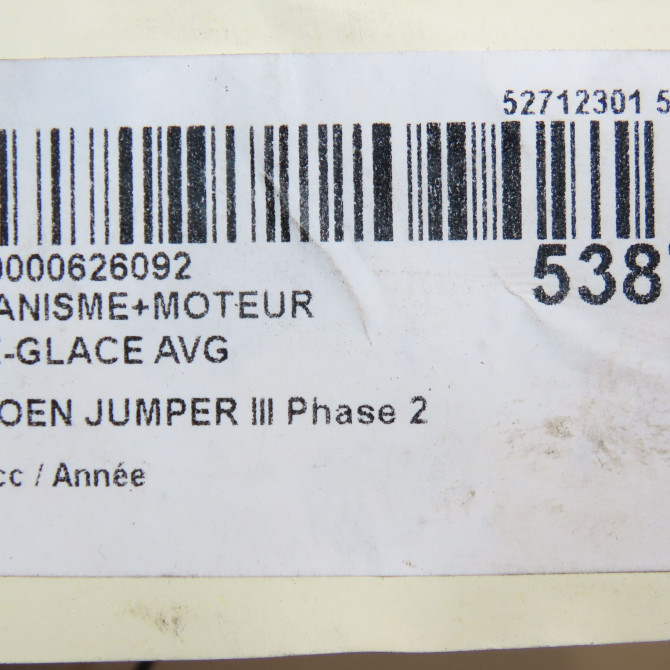 52712301 5
0000626092
538
ANISME+MOTEUR
E-GLACE AVG
OEN JUMPER III Phase 2
cc / Année